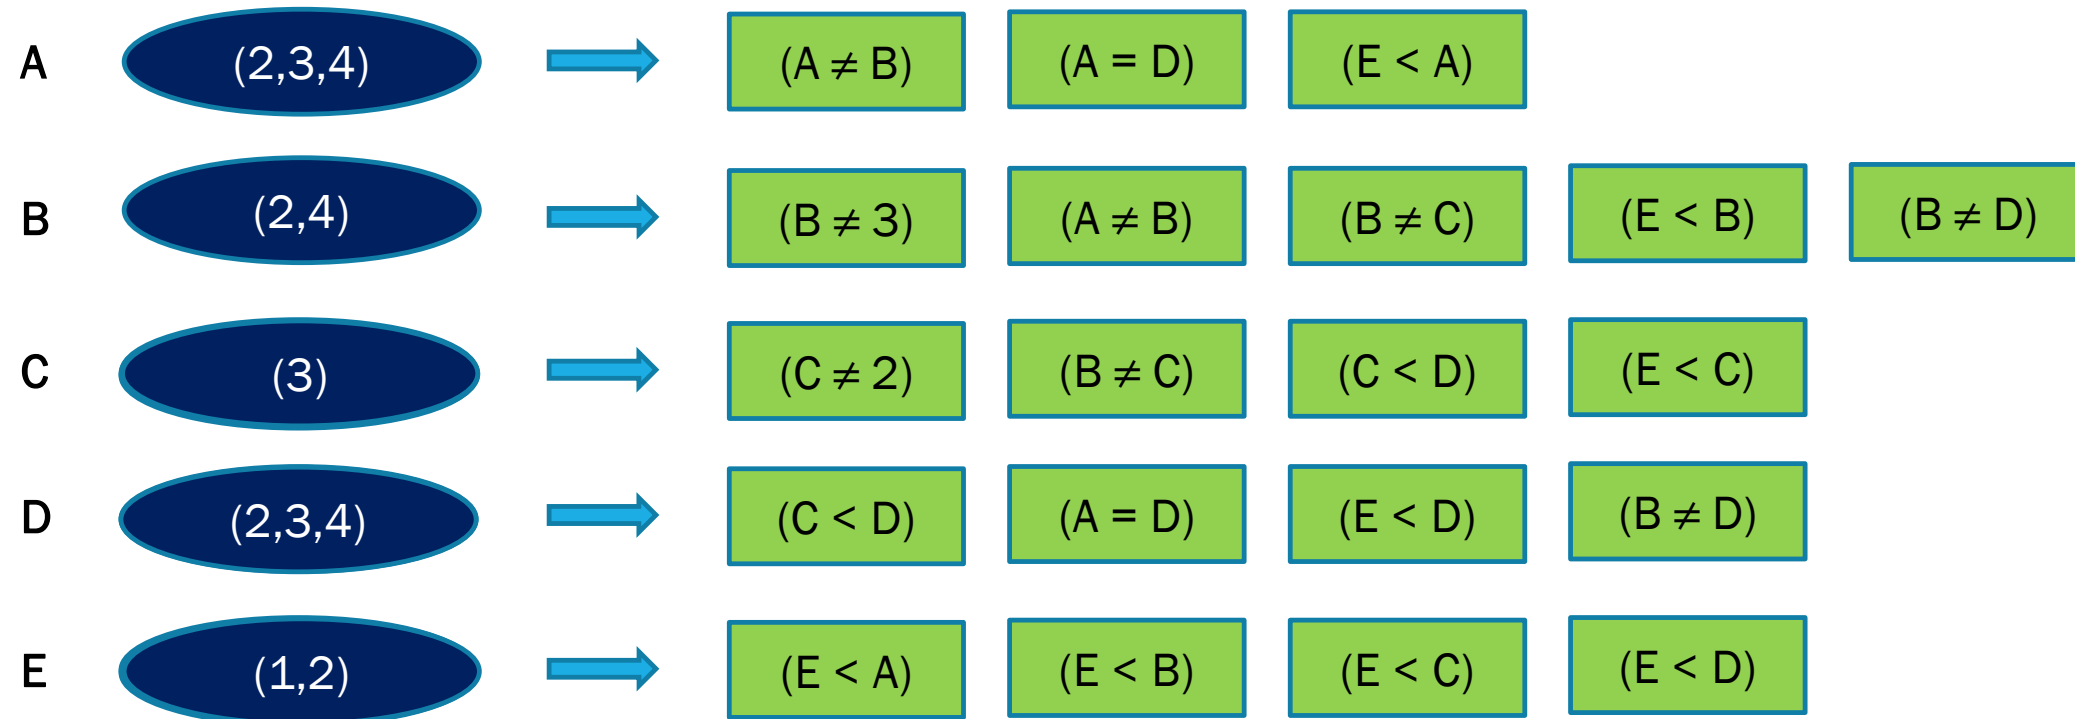 A (2,3,4) (A ≠ B) (A = D) (E < A)
B (2,4) (B ≠ 3) (A ≠ B) (B ≠ C) (E < B) (B ≠ D)
C (3) (C ≠ 2) (B ≠ C) (C < D) (E < C)
D (2,3,4) (C < D) (A = D) (E < D) (B ≠ D)
E (1,2) (E < A) (E < B) (E < C) (E < D)